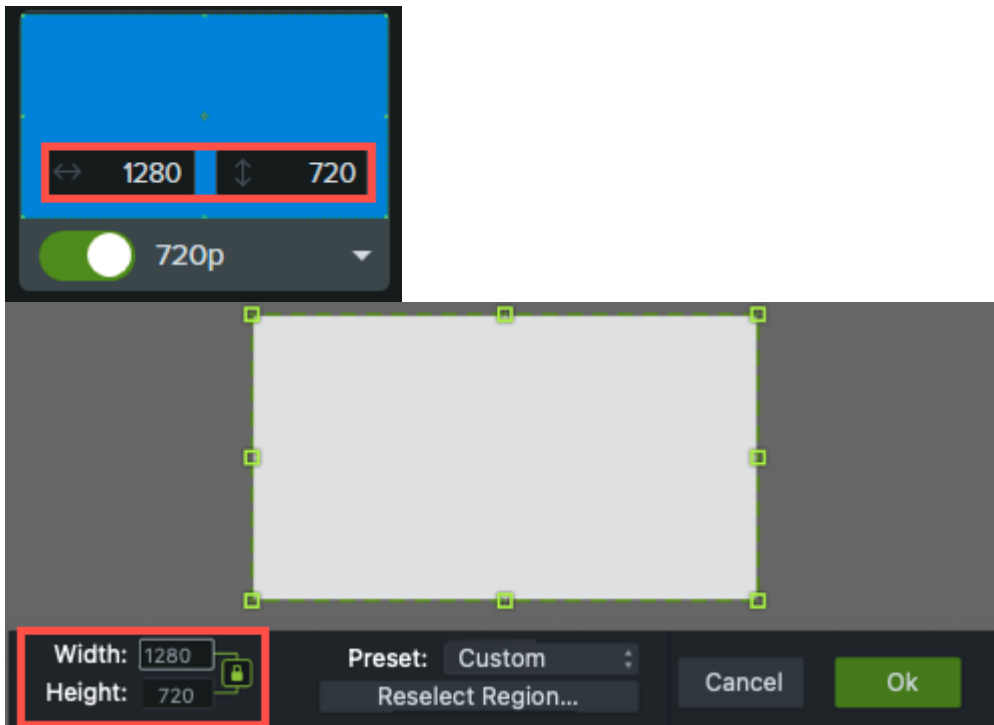 1280 720
720p
Width: 1280
Preset: Custom
Height: 720
Reselect Region...
Cancel
Ok